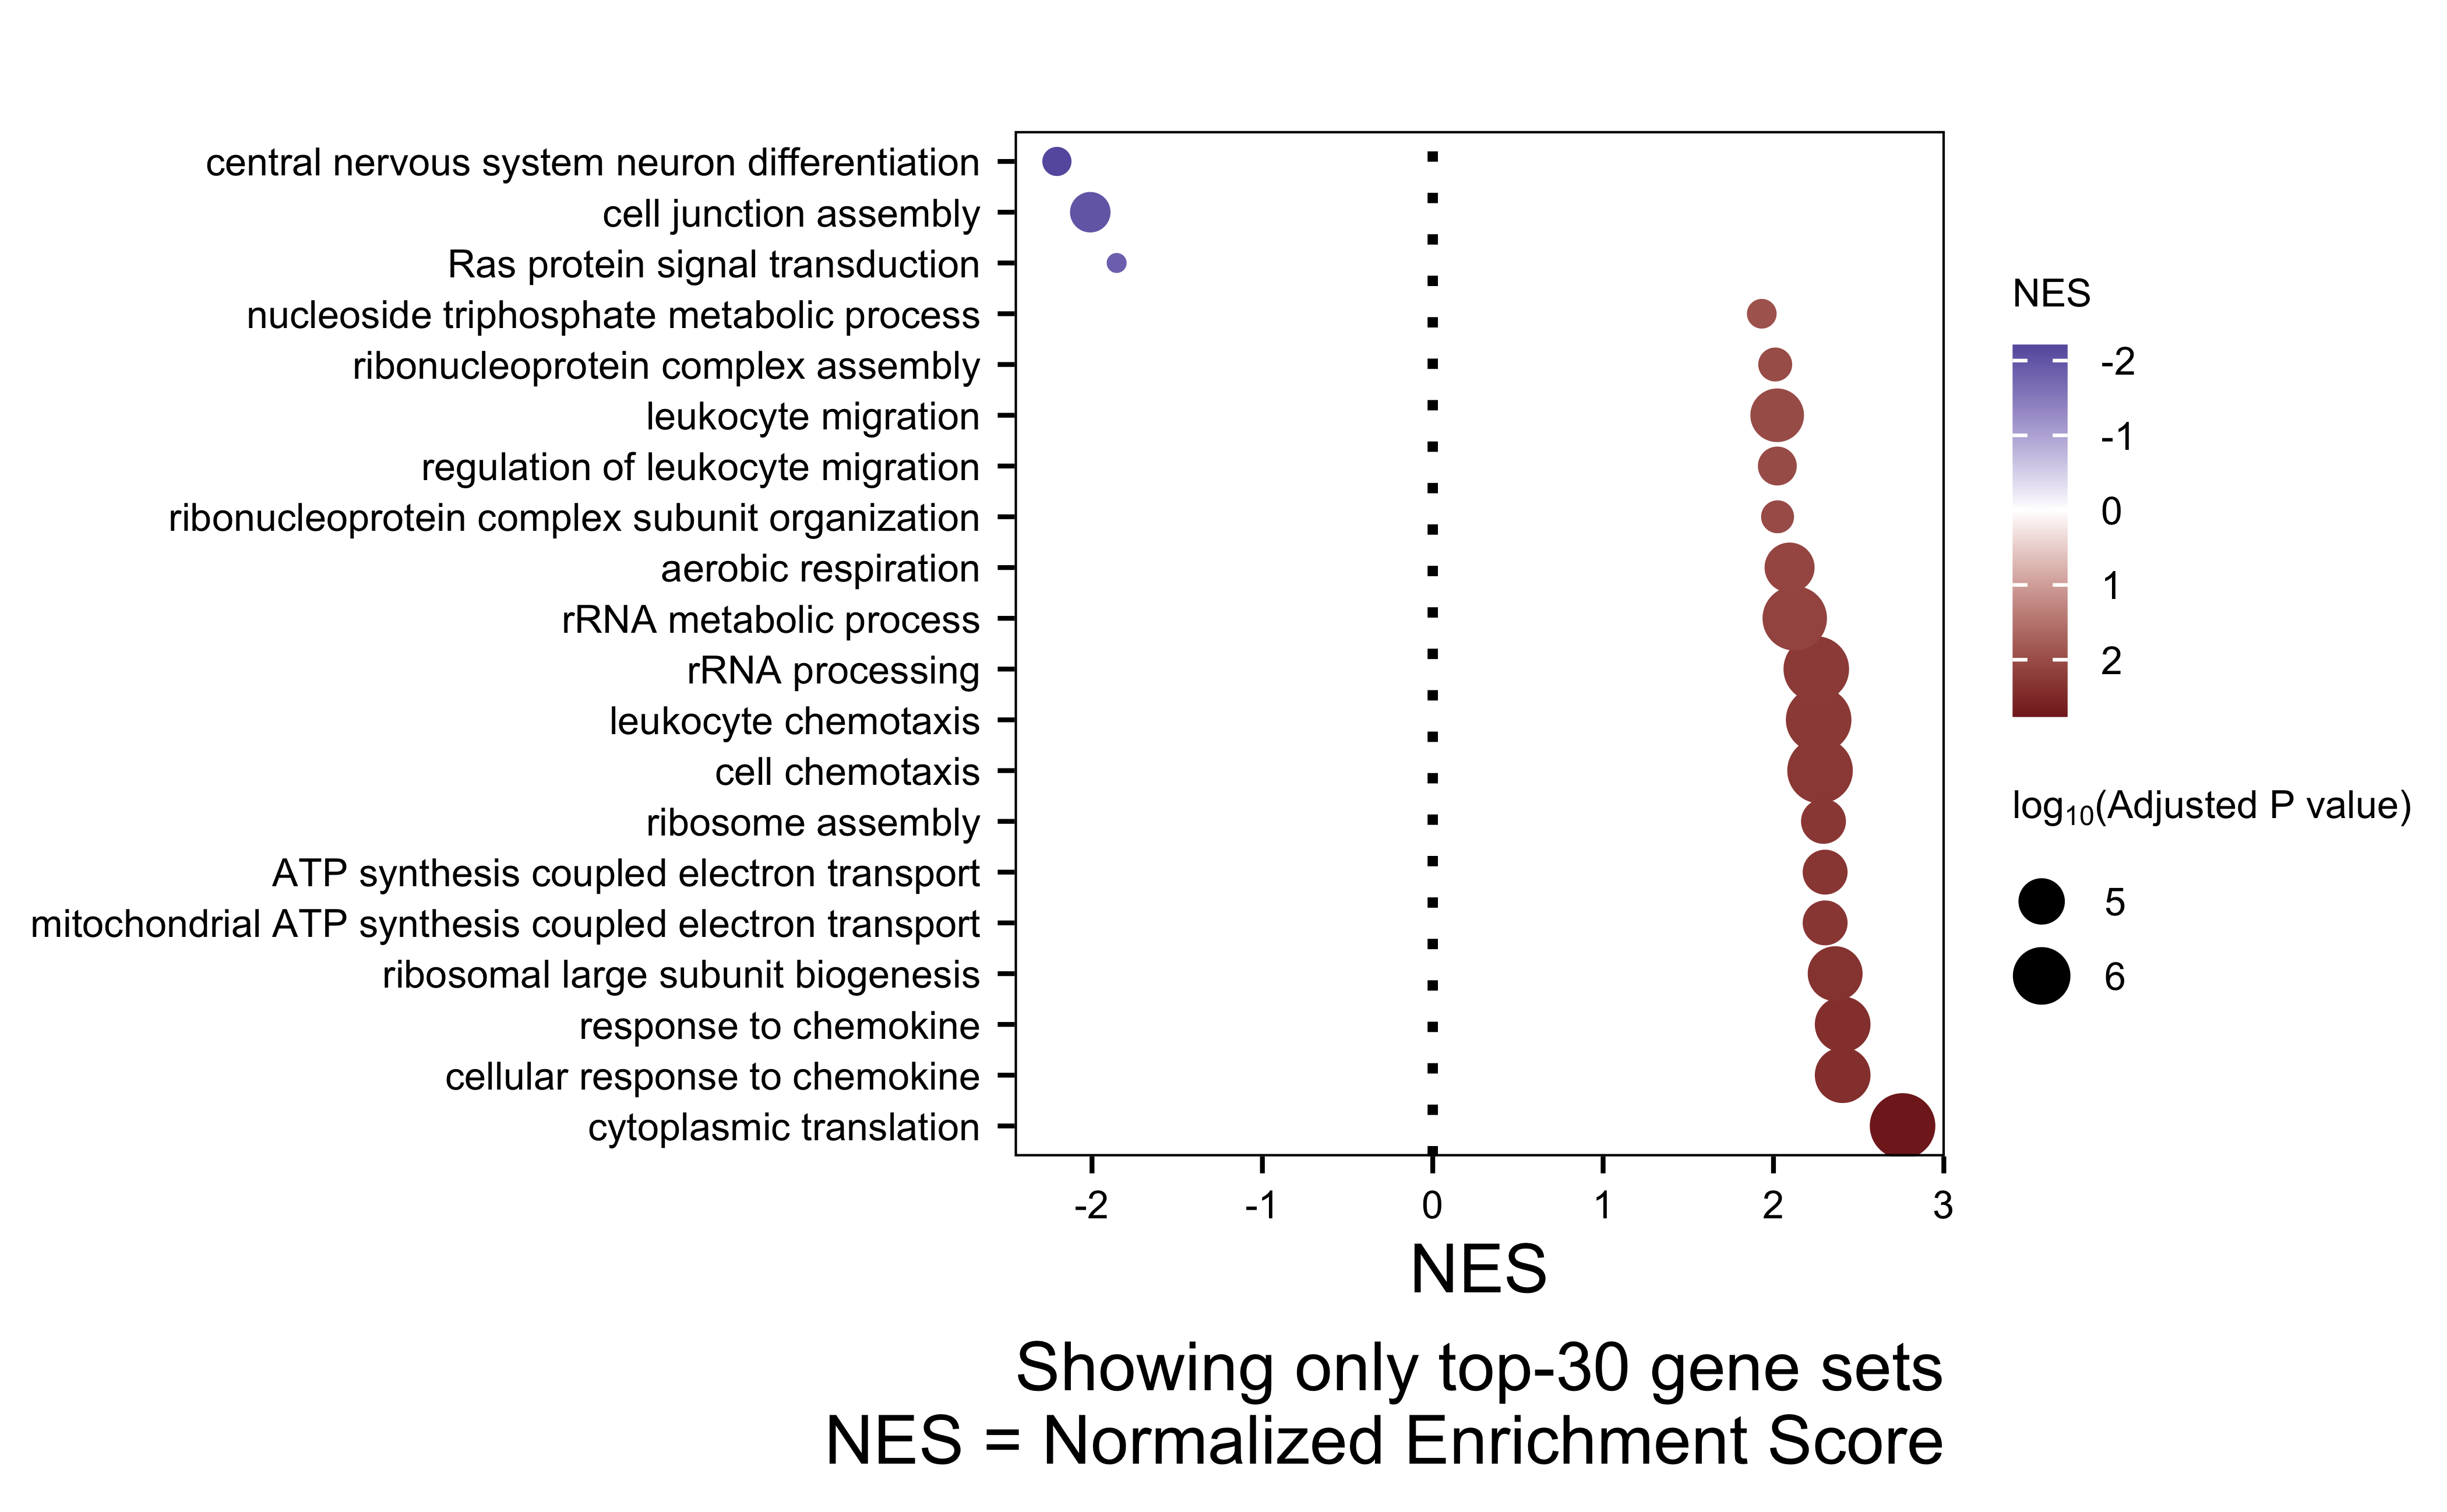 central nervous system neuron differentiation
cell junction assembly
Ras protein signal transduction
nucleoside triphosphate metabolic process
ribonucleoprotein complex assembly
leukocyte migration
regulation of leukocyte migration
ribonucleoprotein complex subunit organization
aerobic respiration
rRNA metabolic process
rRNA processing
leukocyte chemotaxis
cell chemotaxis
ribosome assembly
ATP synthesis coupled electron transport
mitochondrial ATP synthesis coupled electron transport
ribosomal large subunit biogenesis
response to chemokine
cellular response to chemokine
cytoplasmic translation
-2 -1 0 1 2 3
NES
Showing only top-30 gene sets
NES = Normalized Enrichment Score
NES
-2
-1
0
1
2
log₁₀(Adjusted P value)
5
6